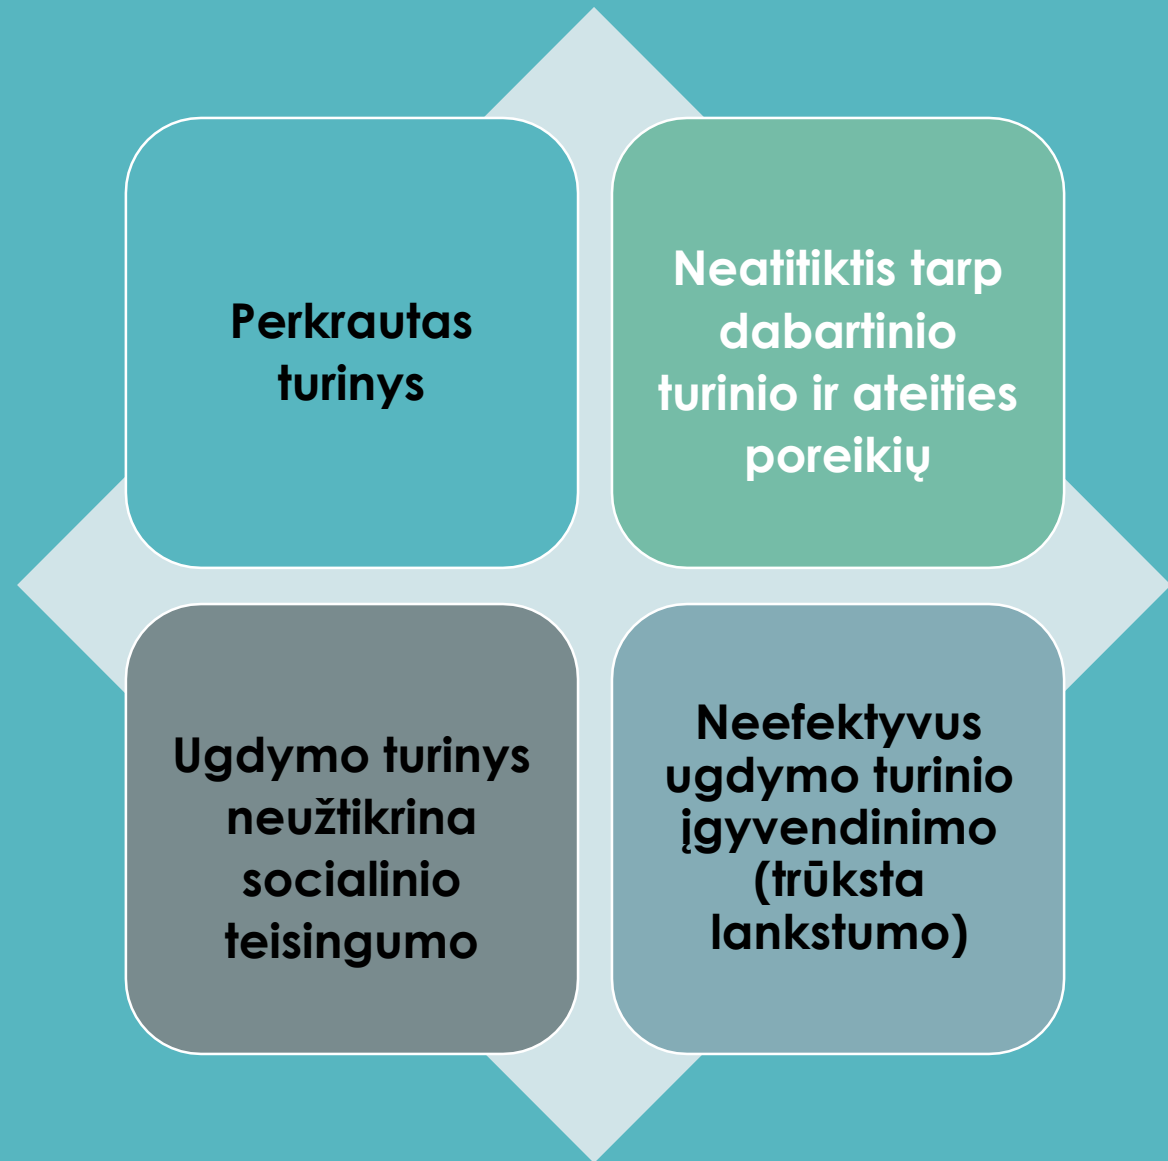 Perkrautas
turinys
Neatitiktis tarp
dabartinio
turinio ir ateities
poreikių
Ugdymo turinys
neužtikrina
socialinio
teisingumo
Neefektyvus
ugdymo turinio
įgyvendinimo
(trūksta
lankstumo)